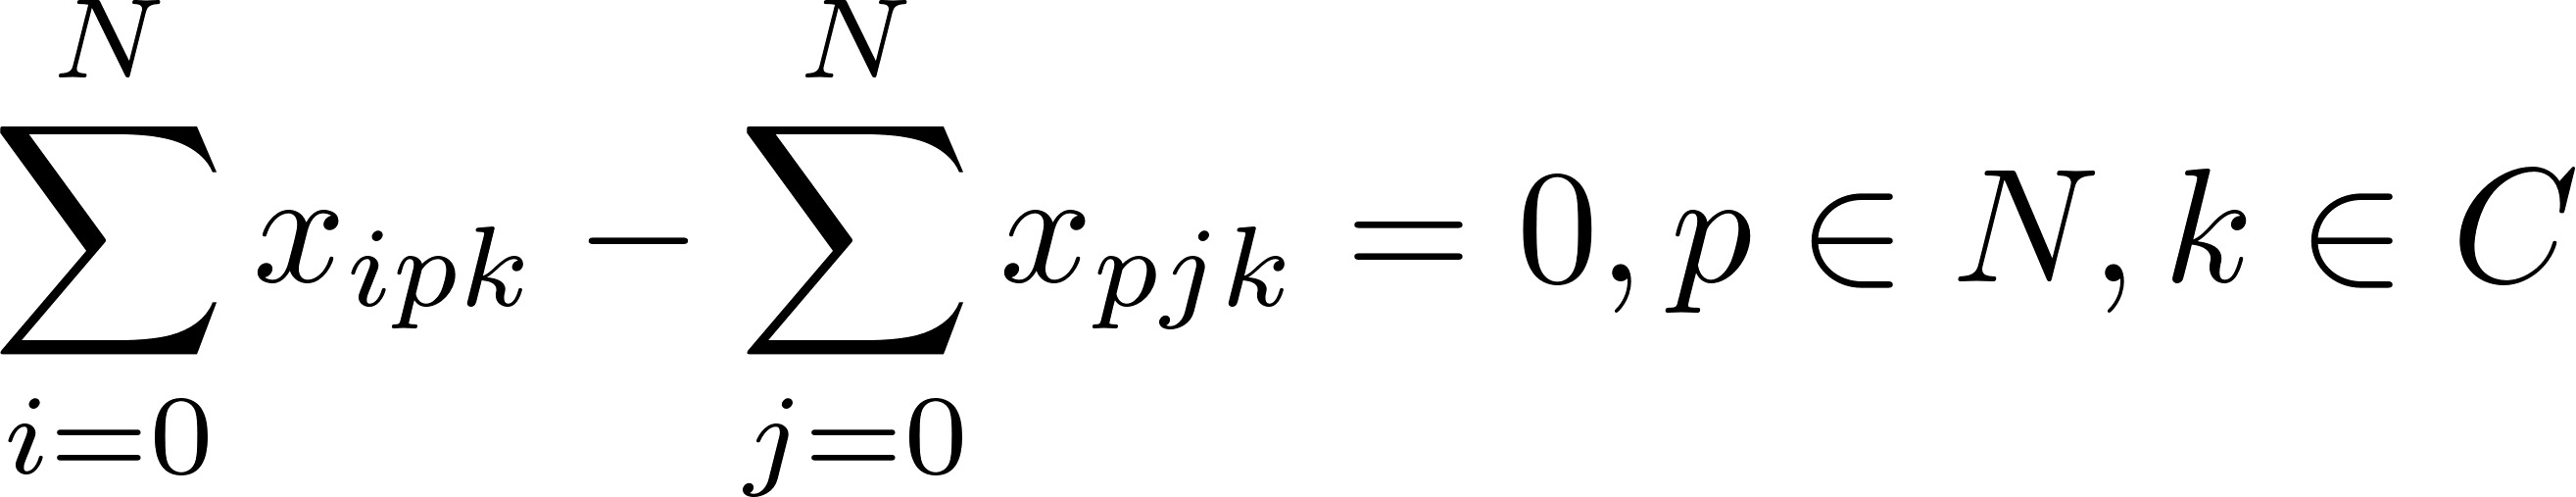 \sum_{i=0}^{N} x_{ipk} - \sum_{j=0}^{N} x_{pjk} = 0, p \in N, k \in C